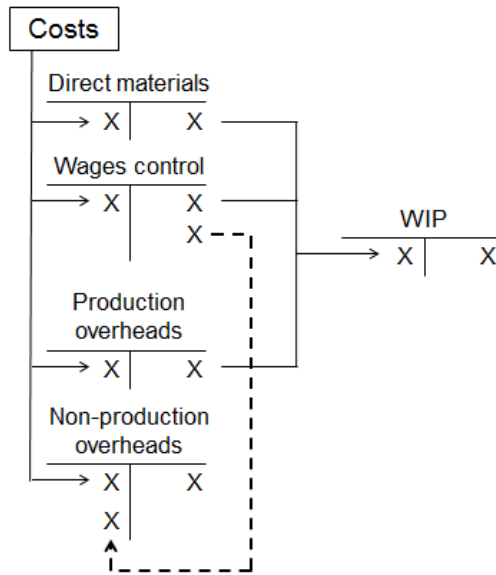 Costs
Direct materials
X X
Wages control
X X
X
WIP
X X
Production
overheads
X X
Non-production
overheads
X X
X